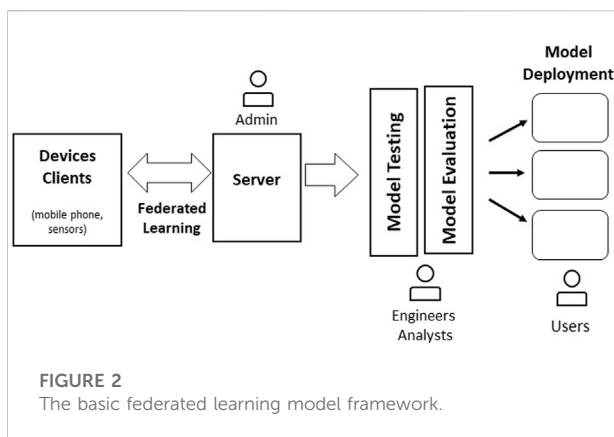 Devices
Clients
(mobile phone,
sensors)
Federated
Learning
Admin
Server
Model Testing
Model Evaluation
Engineers
Analysts
Model
Deployment
Users
FIGURE 2
The basic federated learning model framework.